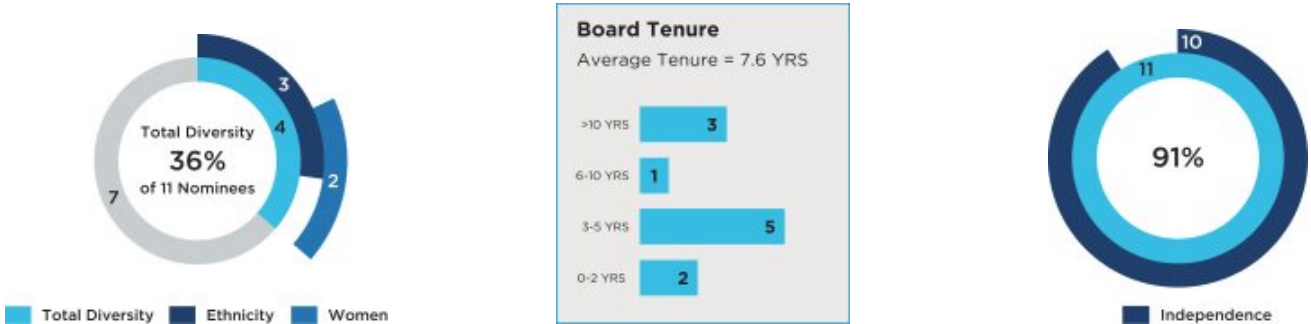 3
4
Total Diversity
36%
of 11 Nominees
7
2
Total Diversity Ethnicity Women
Board Tenure
Average Tenure = 7.6 YRS
>10 YRS 3
6-10 YRS 1
3-5 YRS 5
0-2 YRS 2
10
11
91%
Independence